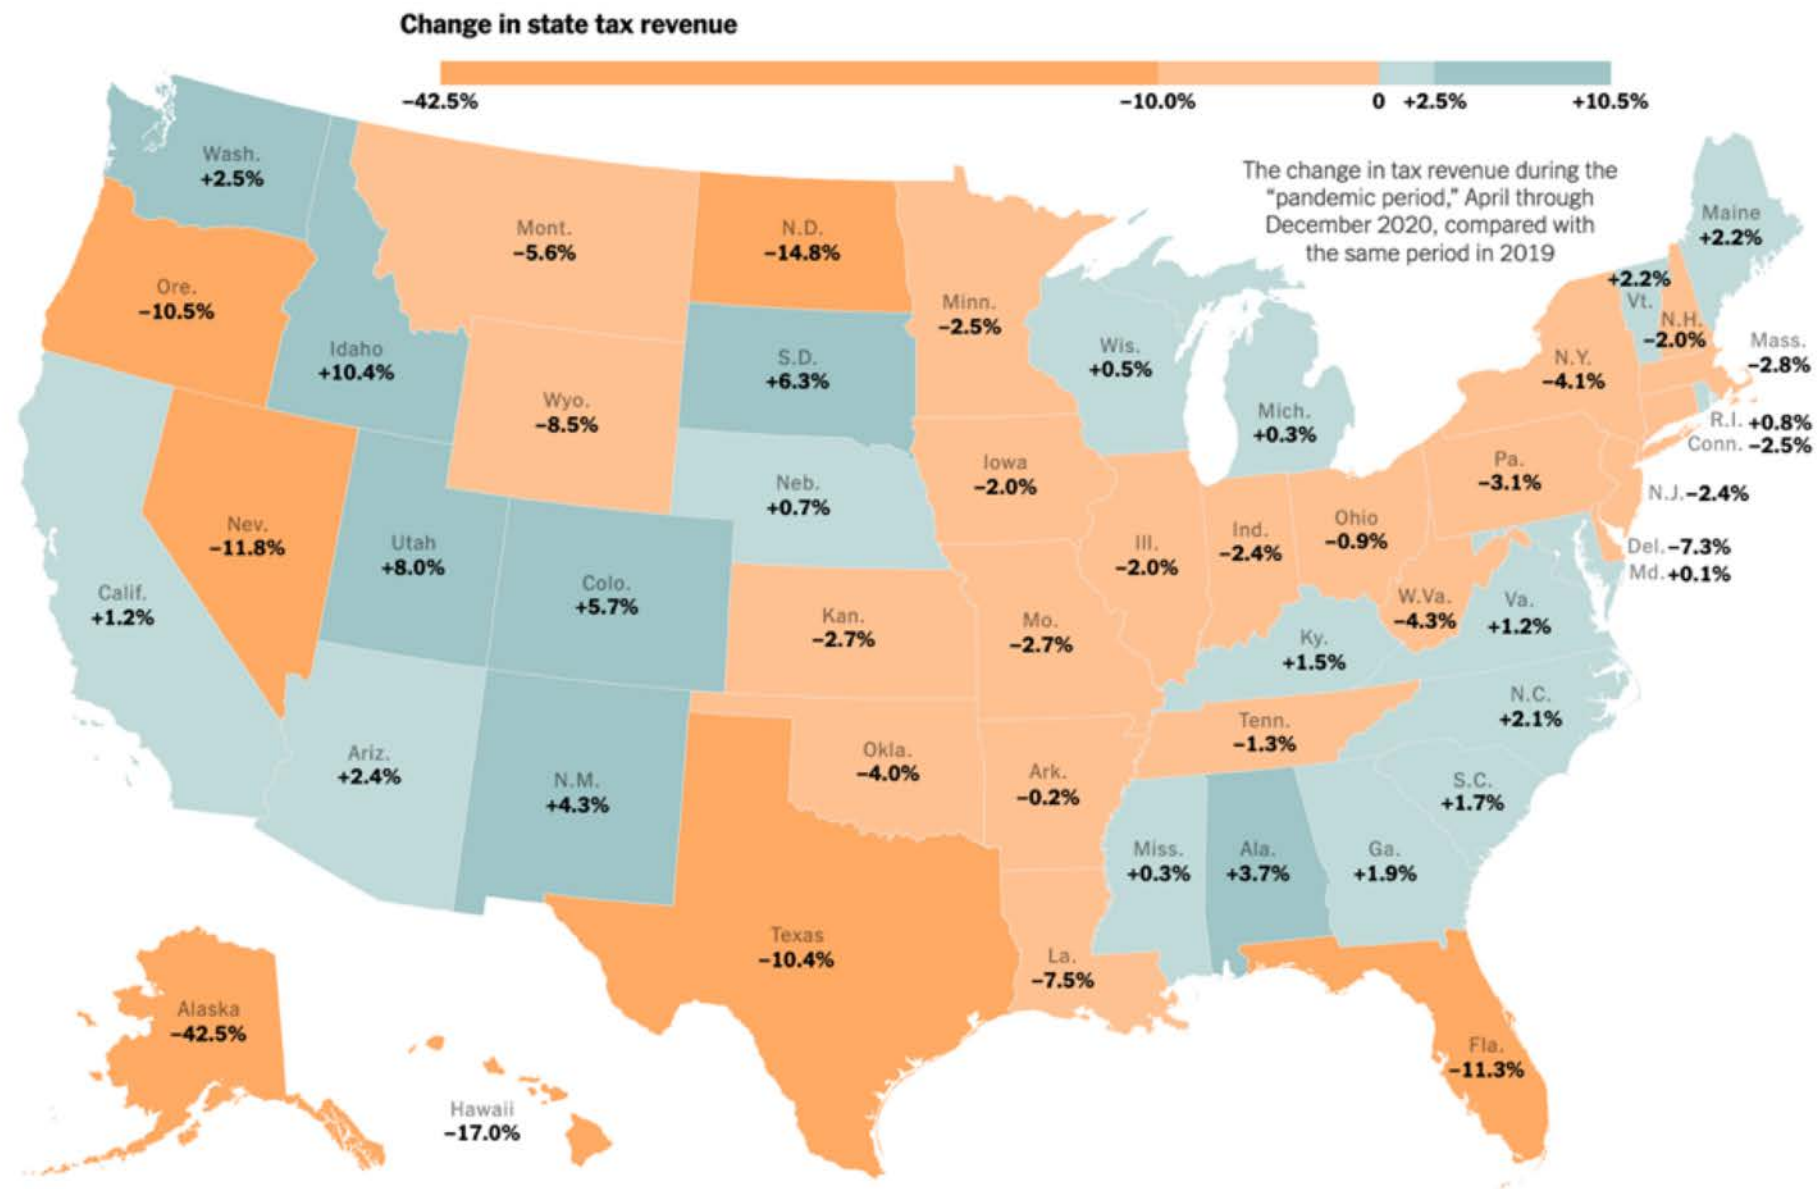 Change in state tax revenue
−42.5% −10.0% 0 +2.5% +10.5%
The change in tax revenue during the
“pandemic period,” April through
December 2020, compared with
the same period in 2019
Wash.
+2.5%
Ore.
−10.5%
Idaho
+10.4%
Mont.
−5.6%
N.D.
−14.8%
Minn.
−2.5%
Wis.
+0.5%
Mich.
+0.3%
Maine
+2.2%
+2.2%
Vt.
N.H.
−2.0%
Mass.
−2.8%
N.Y.
−4.1%
R.I. +0.8%
Conn. −2.5%
Wyo.
−8.5%
S.D.
+6.3%
Iowa
−2.0%
Pa.
−3.1%
N.J. −2.4%
Neb.
+0.7%
Nev.
−11.8%
Utah
+8.0%
Colo.
+5.7%
Ill.
−2.0%
Ind.
−2.4%
Ohio
−0.9%
Del. −7.3%
Md. +0.1%
Calif.
+1.2%
Kan.
−2.7%
Mo.
−2.7%
Ky.
+1.5%
W.Va.
−4.3%
Va.
+1.2%
N.C.
+2.1%
Tenn.
−1.3%
Ariz.
+2.4%
N.M.
+4.3%
Okla.
−4.0%
Ark.
−0.2%
S.C.
+1.7%
Miss.
+0.3%
Ala.
+3.7%
Ga.
+1.9%
Texas
−10.4%
La.
−7.5%
Alaska
−42.5%
Hawaii
−17.0%
Fla.
−11.3%